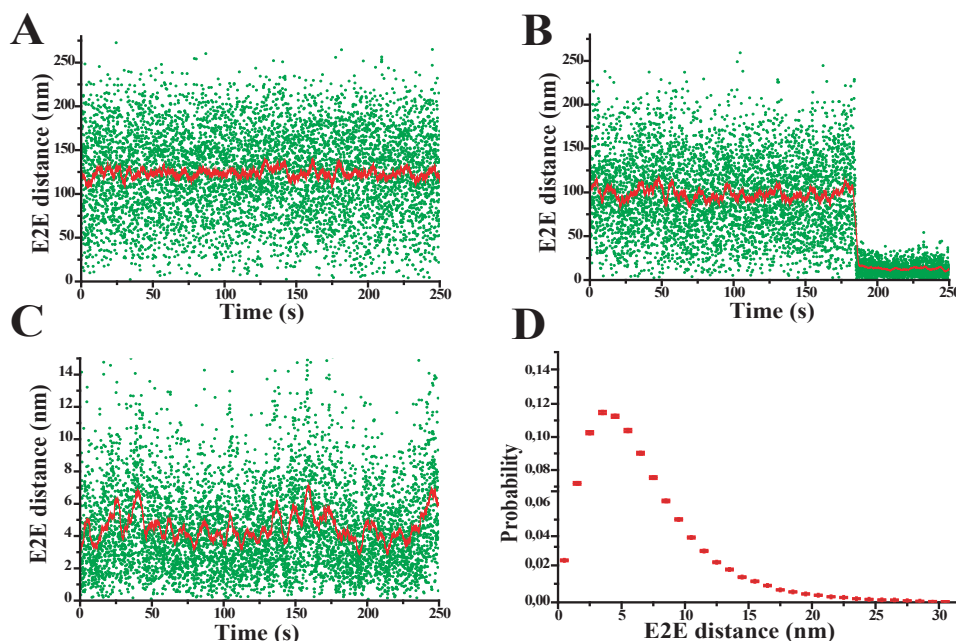 A
E2E distance (nm)
250
200
150
100
50
0
0 50 100 150 200 250
Time (s)
B
E2E distance (nm)
250
200
150
100
50
0
0 50 100 150 200 250
Time (s)
C
E2E distance (nm)
14
12
10
8
6
4
2
0
0 50 100 150 200 250
Time (s)
D
Probability
0,14
0,12
0,10
0,08
0,06
0,04
0,02
0,00
0 5 10 15 20 25 30
E2E distance (nm)